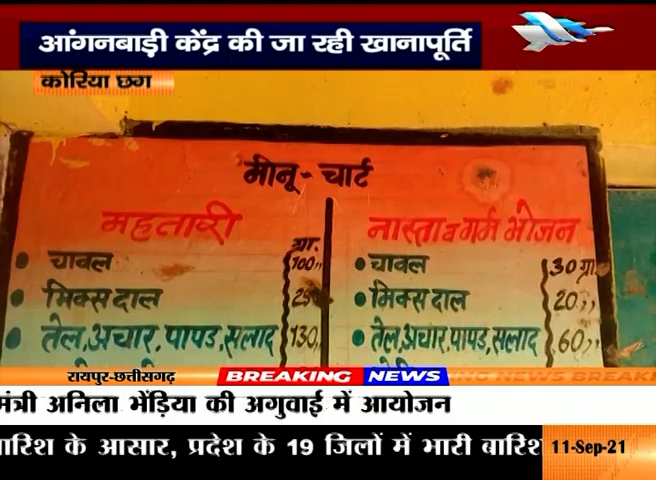 आंगनबाड़ी केंद्र की जा रही खानापूर्ति
कोरिया छग
मीनू-चार्ट
महतारी
ग्रा.
• चावल 100,,
• मिक्स दाल
• तेल,अचार,पापड,सलाद 130,,
नास्ता व गर्म भोजन
• चावल 30 ग्रा.
• मिक्स दाल 20,,
• तेल,अचार,पापड,सलाद 60,,
रायपुर-छत्तीसगढ़
BREAKING NEWS
मंत्री अनिला भेंड़िया की अगुवाई में आयोजन
बारिश के आसार, प्रदेश के 19 जिलों में भारी बारिश
11-Sep-21